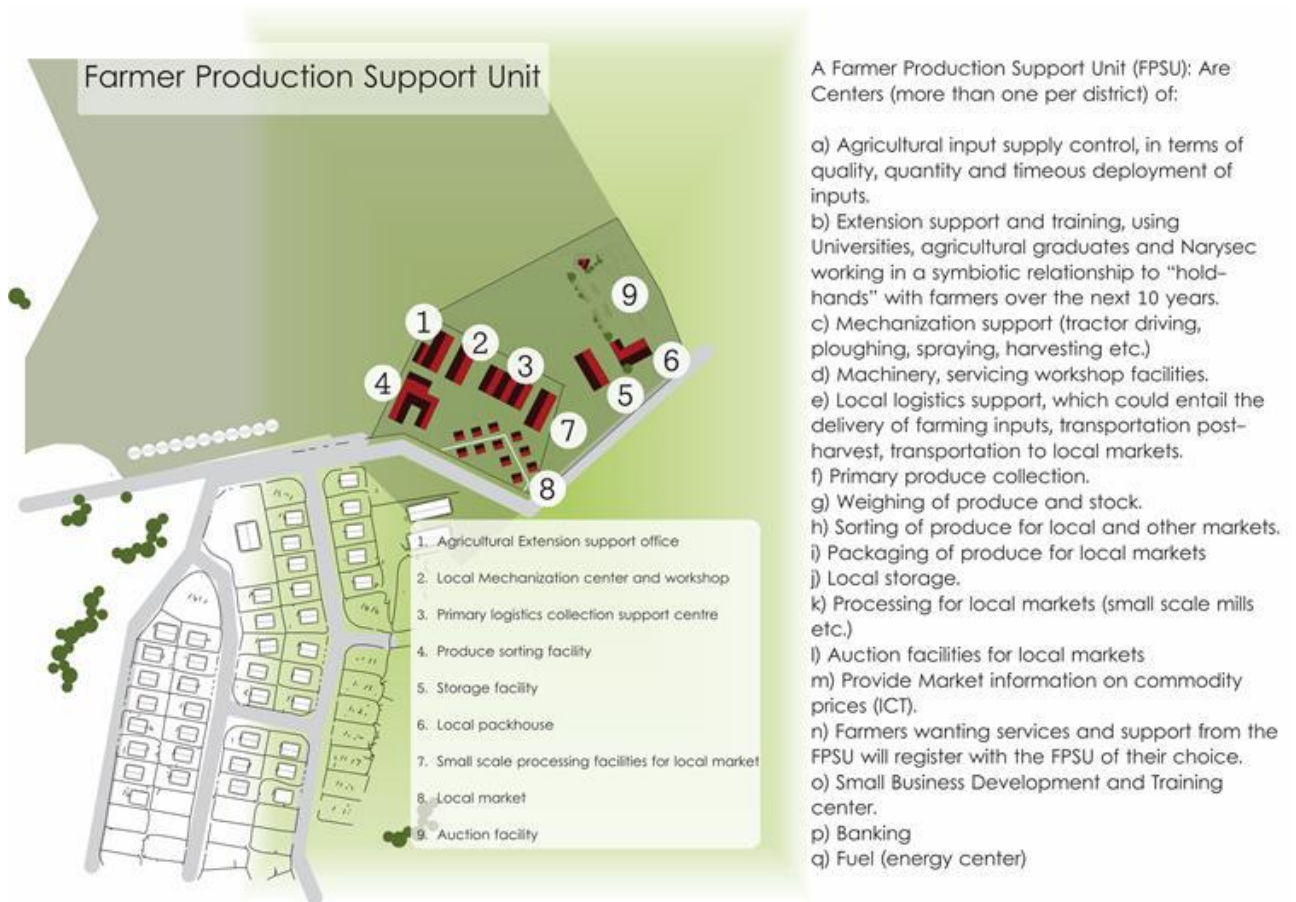 Farmer Production Support Unit
1
2
3
4
5
6
7
8
9
1. Agricultural Extension support office
2. Local Mechanization center and workshop
3. Primary logistics collection support centre
4. Produce sorting facility
5. Storage facility
6. Local packhouse
7. Small scale processing facilities for local market
8. Local market
9. Auction facility
A Farmer Production Support Unit (FPSU): Are
Centers (more than one per district) of:
a) Agricultural input supply control, in terms of
quality, quantity and timeous deployment of
inputs.
b) Extension support and training, using
Universities, agricultural graduates and Narysec
working in a symbiotic relationship to “hold-
hands” with farmers over the next 10 years.
c) Mechanization support (tractor driving,
ploughing, spraying, harvesting etc.)
d) Machinery, servicing workshop facilities.
e) Local logistics support, which could entail the
delivery of farming inputs, transportation post-
harvest, transportation to local markets.
f) Primary produce collection.
g) Weighing of produce and stock.
h) Sorting of produce for local and other markets.
i) Packaging of produce for local markets
j) Local storage.
k) Processing for local markets (small scale mills
etc.)
l) Auction facilities for local markets
m) Provide Market information on commodity
prices (ICT).
n) Farmers wanting services and support from the
FPSU will register with the FPSU of their choice.
o) Small Business Development and Training
center.
p) Banking
q) Fuel (energy center)